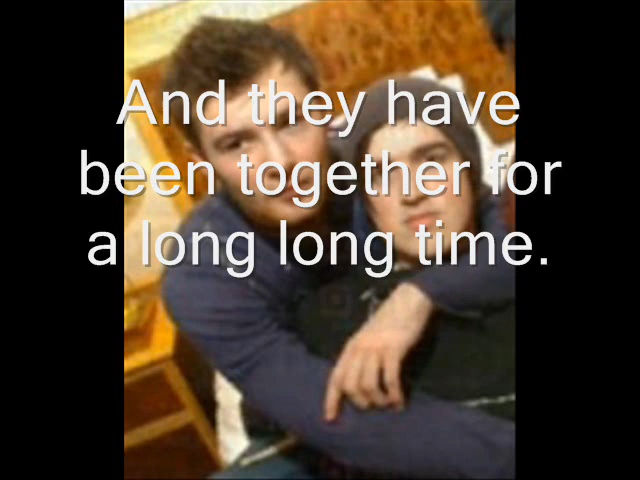 And they have
been together for
a long long time.